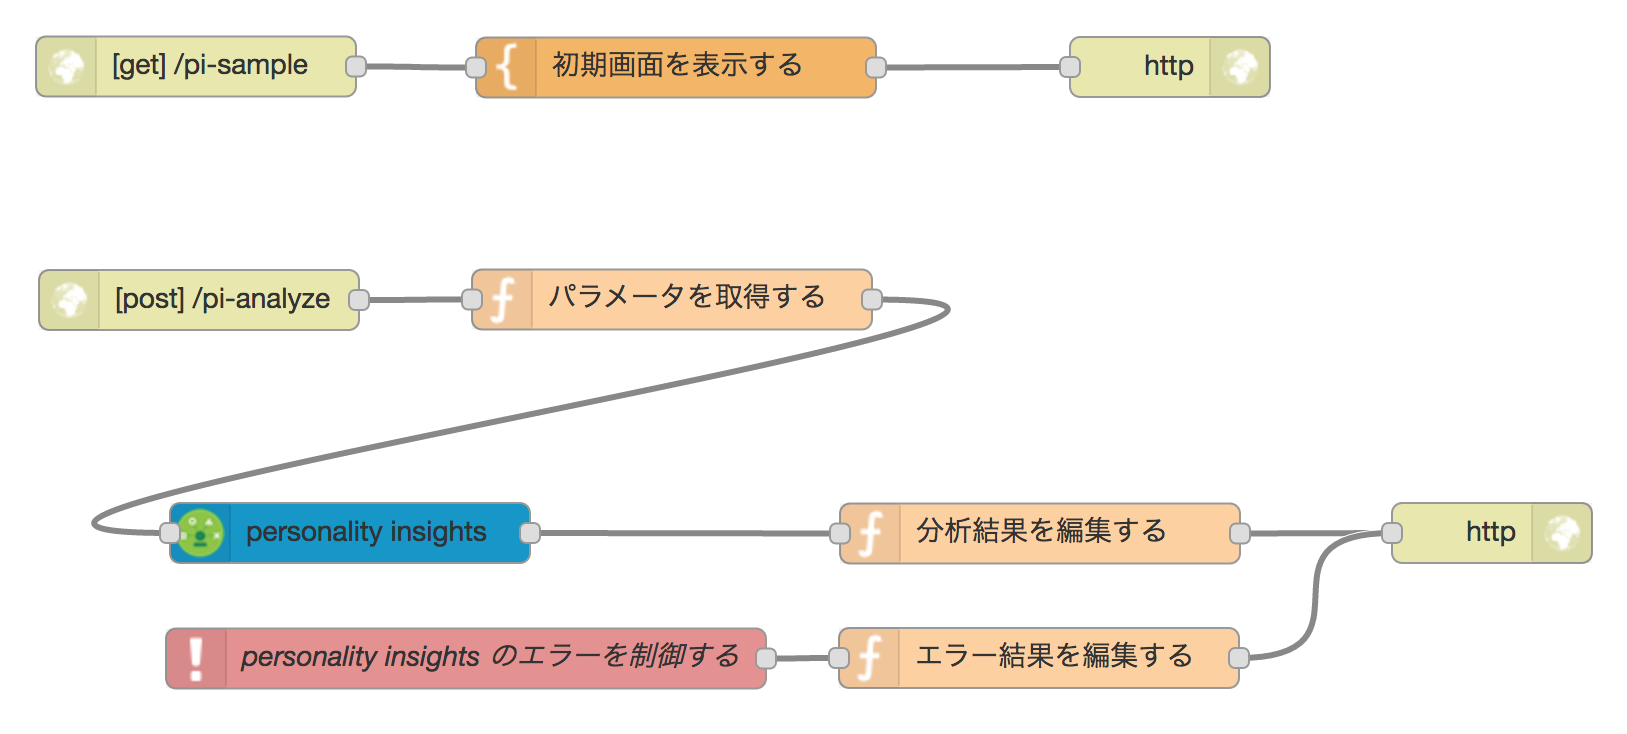 [get] /pi-sample
初期画面を表示する
http
[post] /pi-analyze
パラメータを取得する
personality insights
分析結果を編集する
http
personality insights のエラーを制御する
エラー結果を編集する